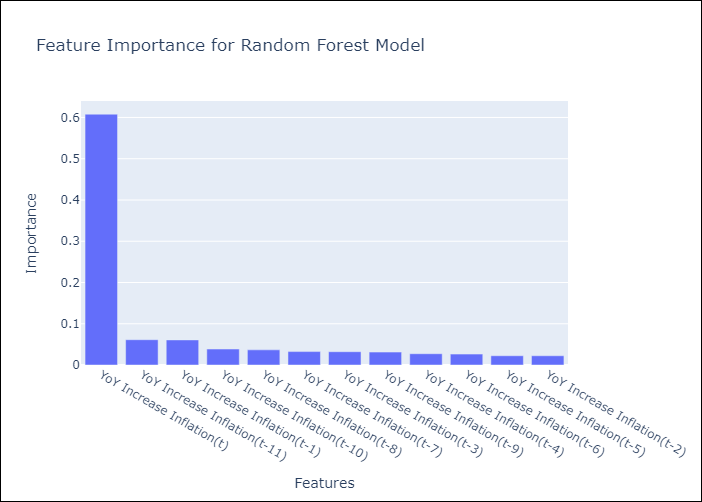 Feature Importance for Random Forest Model
Importance
0.6
0.5
0.4
0.3
0.2
0.1
0
YoY Increase Inflation(t)
YoY Increase Inflation(t-11)
YoY Increase Inflation(t-1)
YoY Increase Inflation(t-10)
YoY Increase Inflation(t-8)
YoY Increase Inflation(t-7)
YoY Increase Inflation(t-3)
YoY Increase Inflation(t-9)
YoY Increase Inflation(t-4)
YoY Increase Inflation(t-6)
YoY Increase Inflation(t-5)
YoY Increase Inflation(t-2)
Features